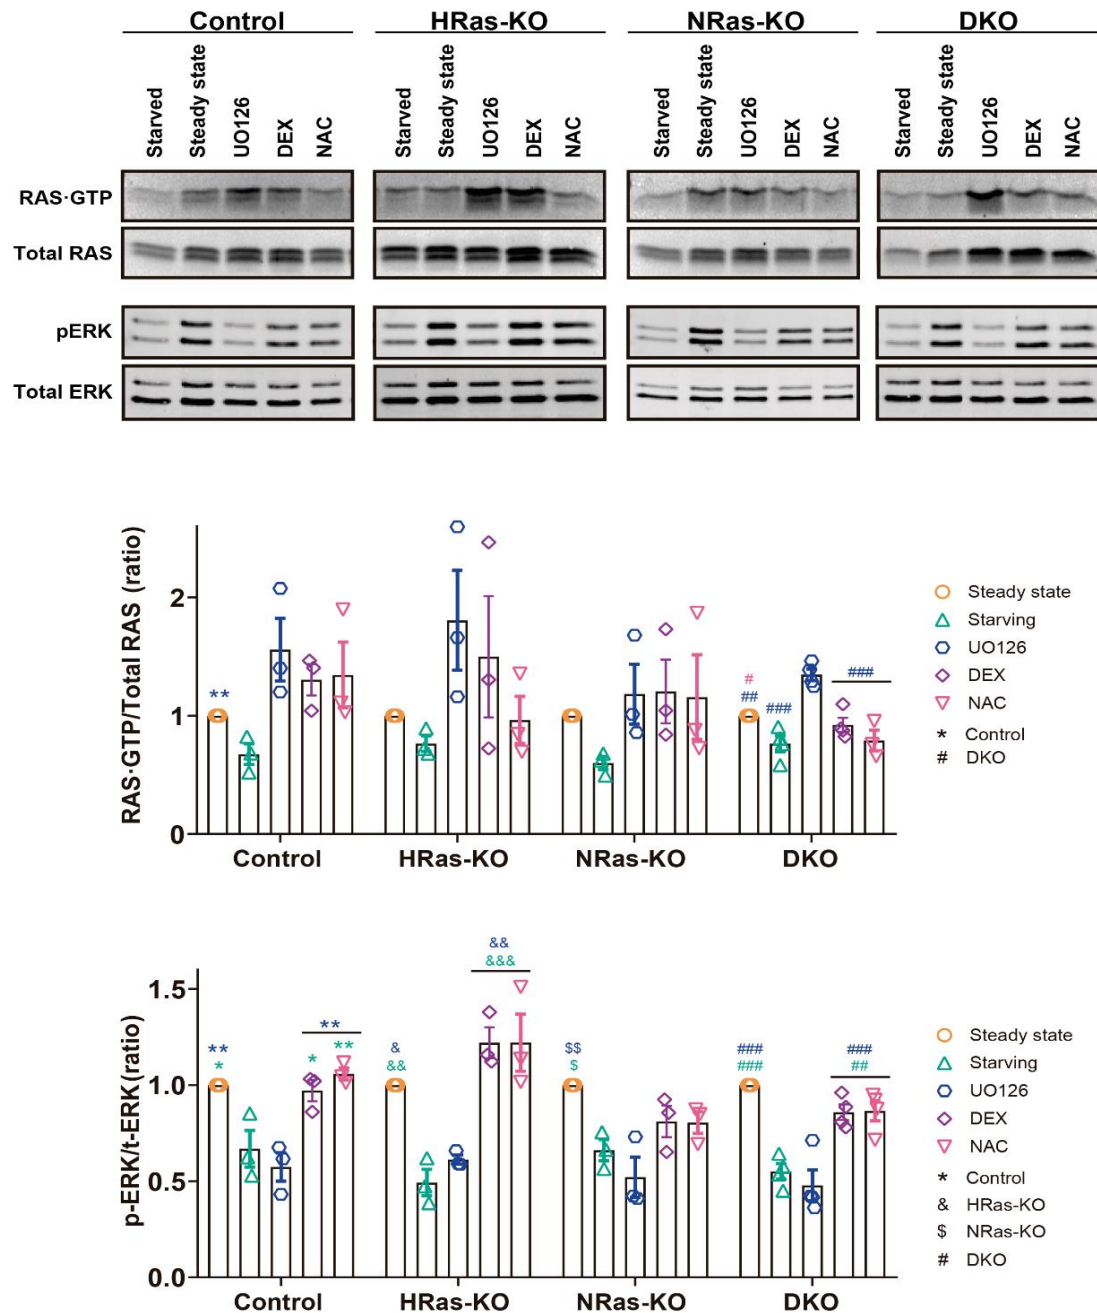 Control HRas-KO NRas-KO DKO
Starved Steady state UO126 DEX NAC Starved Steady state UO126 DEX NAC Starved Steady state UO126 DEX NAC Starved Steady state UO126 DEX NAC
RAS·GTP
Total RAS
pERK
Total ERK
RAS·GTP/Total RAS (ratio)
2
1
0
**
#
##
###
###
Control HRas-KO NRas-KO DKO
Steady state
Starving
UO126
DEX
NAC
* Control
# DKO
p-ERK/t-ERK(ratio)
1.5
1.0
0.5
0.0
**
*
**
* **
&
&&
&&
&&&
$$
$
###
###
###
##
Control HRas-KO NRas-KO DKO
Steady state
Starving
UO126
DEX
NAC
* Control
& HRas-KO
$ NRas-KO
# DKO